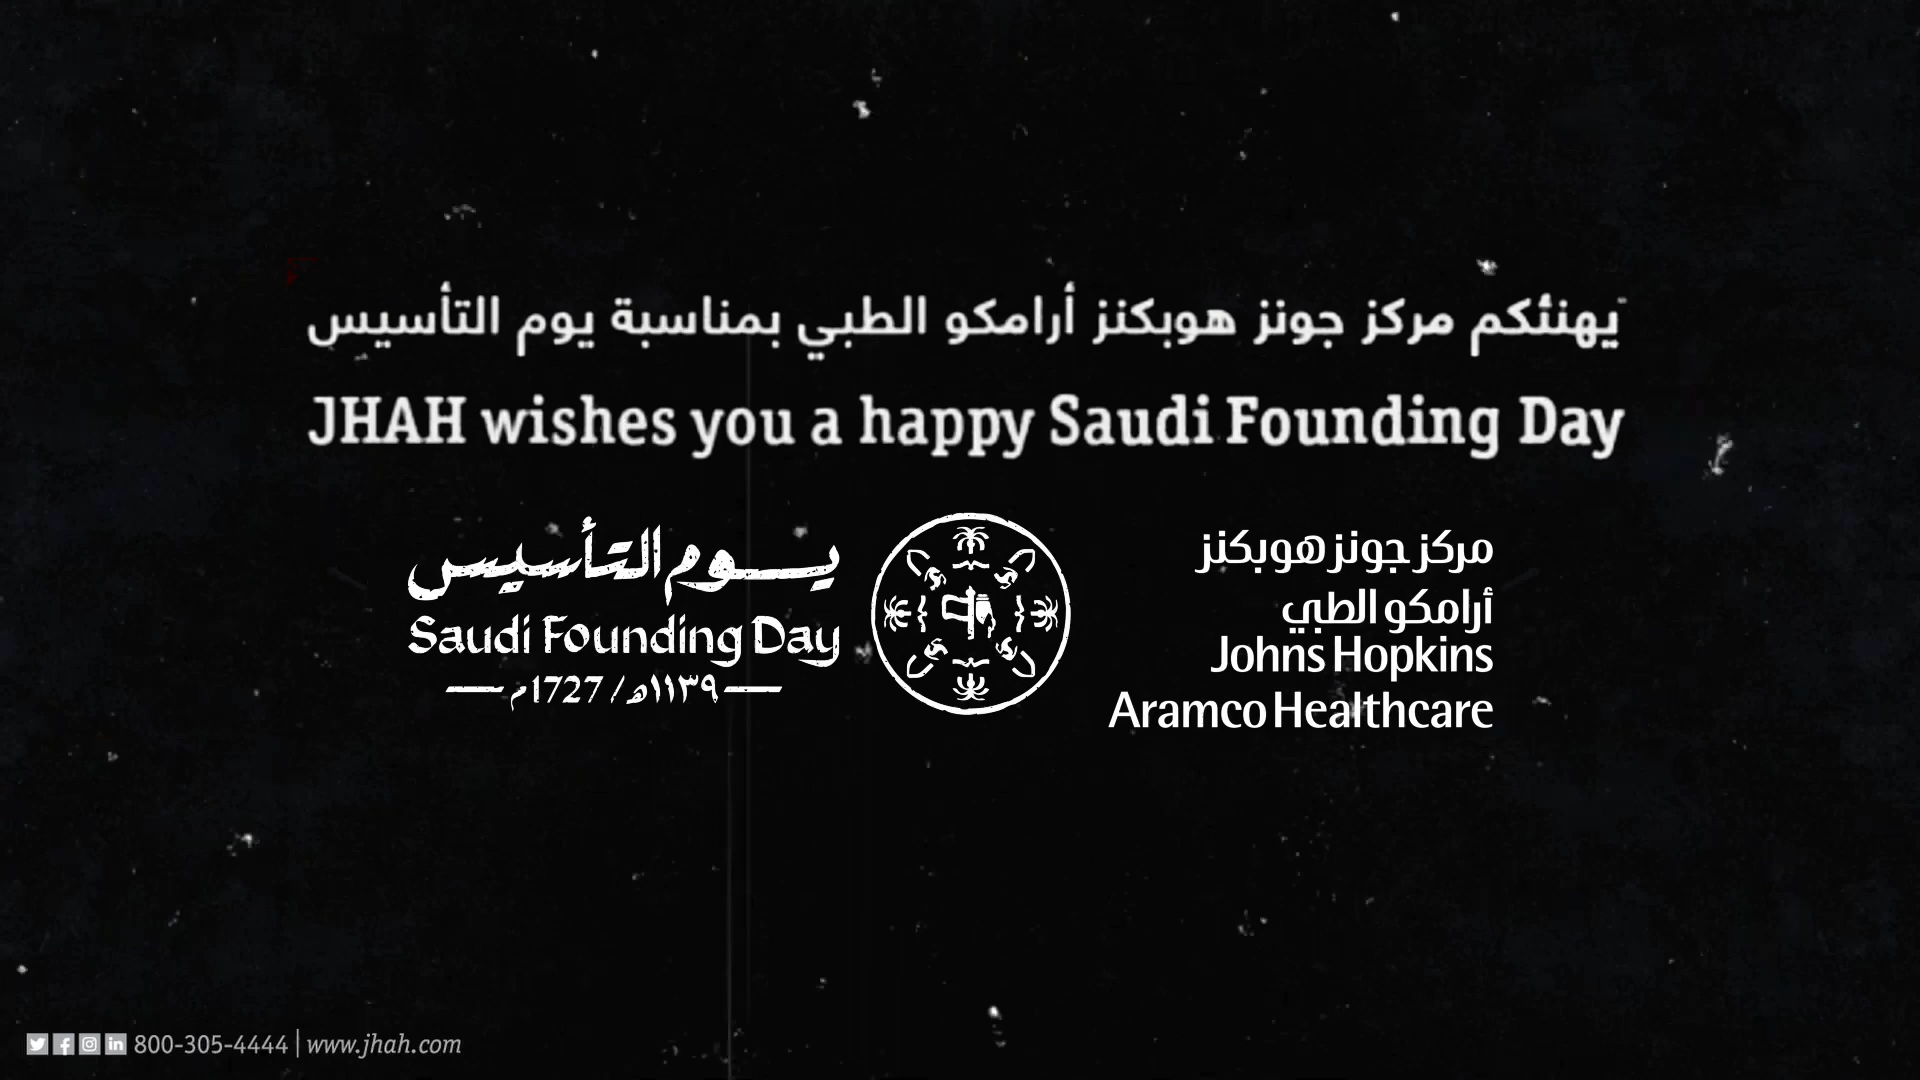 يهنئكم مركز جونز هوبكنز أرامكو الطبي بمناسبة يوم التأسيس
JHAH wishes you a happy Saudi Founding Day
يوم التأسيس
Saudi Founding Day
١١٣٩هـ / 1727م
مركز جونز هوبكنز
أرامكو الطبي
Johns Hopkins
Aramco Healthcare
800-305-4444 | www.jhah.com